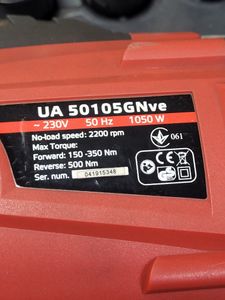 UA 50105GNve
~ 230V 50 Hz 1050 W
No-load speed: 2200 rpm
Max Torque:
Forward: 150 -350 Nm
Reverse: 500 Nm
Ser. num. 041915348
061